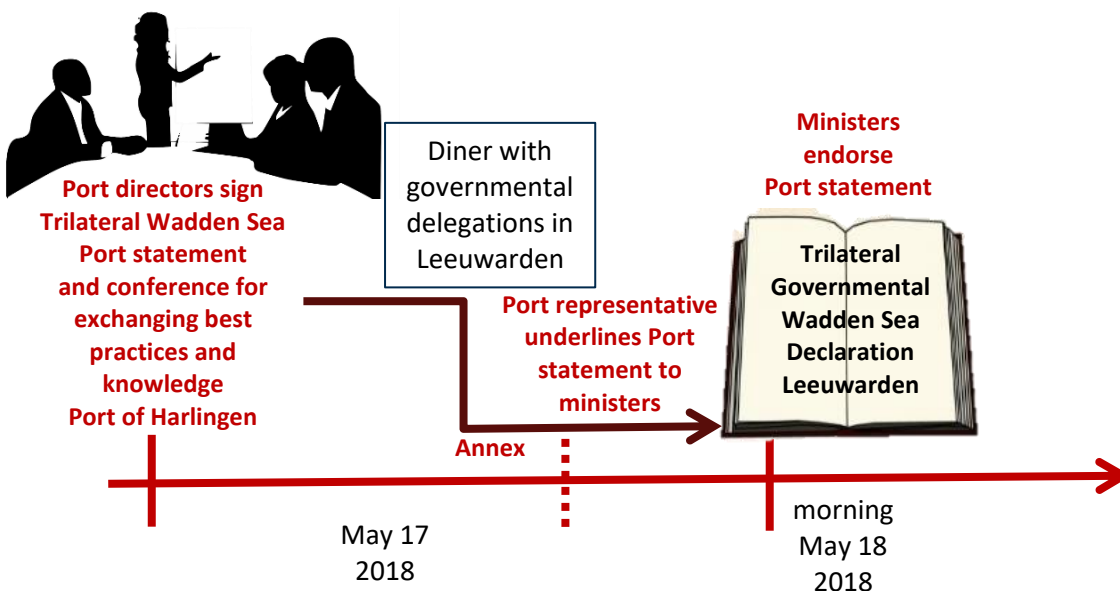 Port directors sign
Trilateral Wadden Sea
Port statement
and conference for
exchanging best
practices and
knowledge
Port of Harlingen
Diner with
governmental
delegations in
Leeuwarden
Port representative
underlines Port
statement to
ministers
Annex
Ministers
endorse
Port statement
Trilateral
Governmental
Wadden Sea
Declaration
Leeuwarden
May 17
2018
morning
May 18
2018